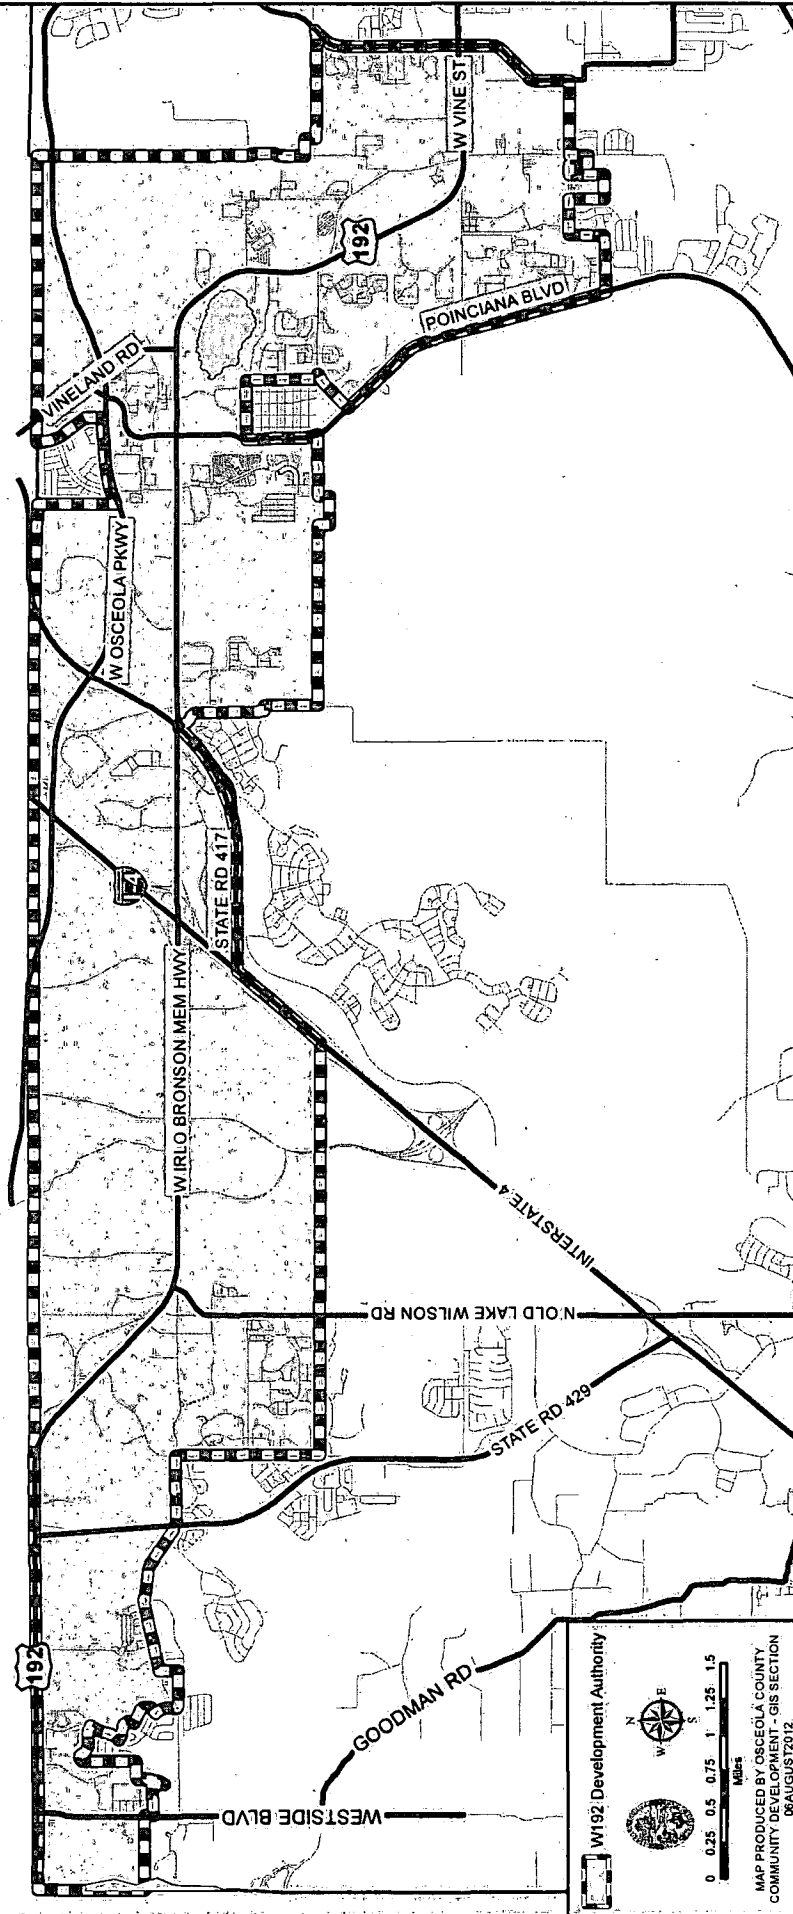 W VINE ST
192
POINCIANA BLVD
VINELAND RD
W OSCEOLA PKWY
STATE RD 417
W IRLO BRONSON MEM HWY
INTERSTATE 4
N OLD LAKE WILSON RD
STATE RD 429
192
GOODMAN RD
WESTSIDE BLVD
W192 Development Authority
N
W E
S
0 0.25 0.5 0.75 1 1.25 1.5
Miles
MAP PRODUCED BY OSCEOLA COUNTY
COMMUNITY DEVELOPMENT - GIS SECTION
06AUGUST2012